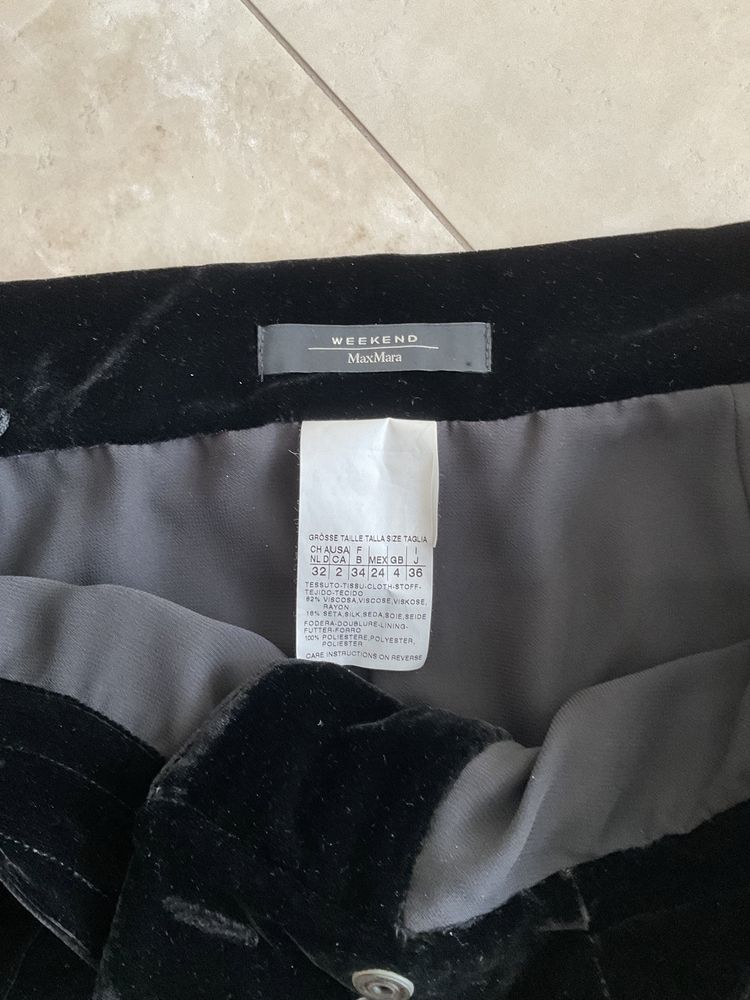 WEEKEND
MaxMara
GRÖSSE TAILLE TALLA SIZE TAGLIA
CH A USA F I
NL D CA B MEX GB J
32 2 34 24 4 36
TESSUTO-TISSU-CLOTH-STOFF-
TEJIDO-TECIDO
82% VISCOSA,VISCOSE,VISKOSE,
RAYON
18% SETA,SILK,SEDA,SOIE,SEIDE
FODERA-DOUBLURE-LINING-
FUTTER-FORRO
100% POLIESTERE,POLYESTER,
POLIESTER
CARE INSTRUCTIONS ON REVERSE